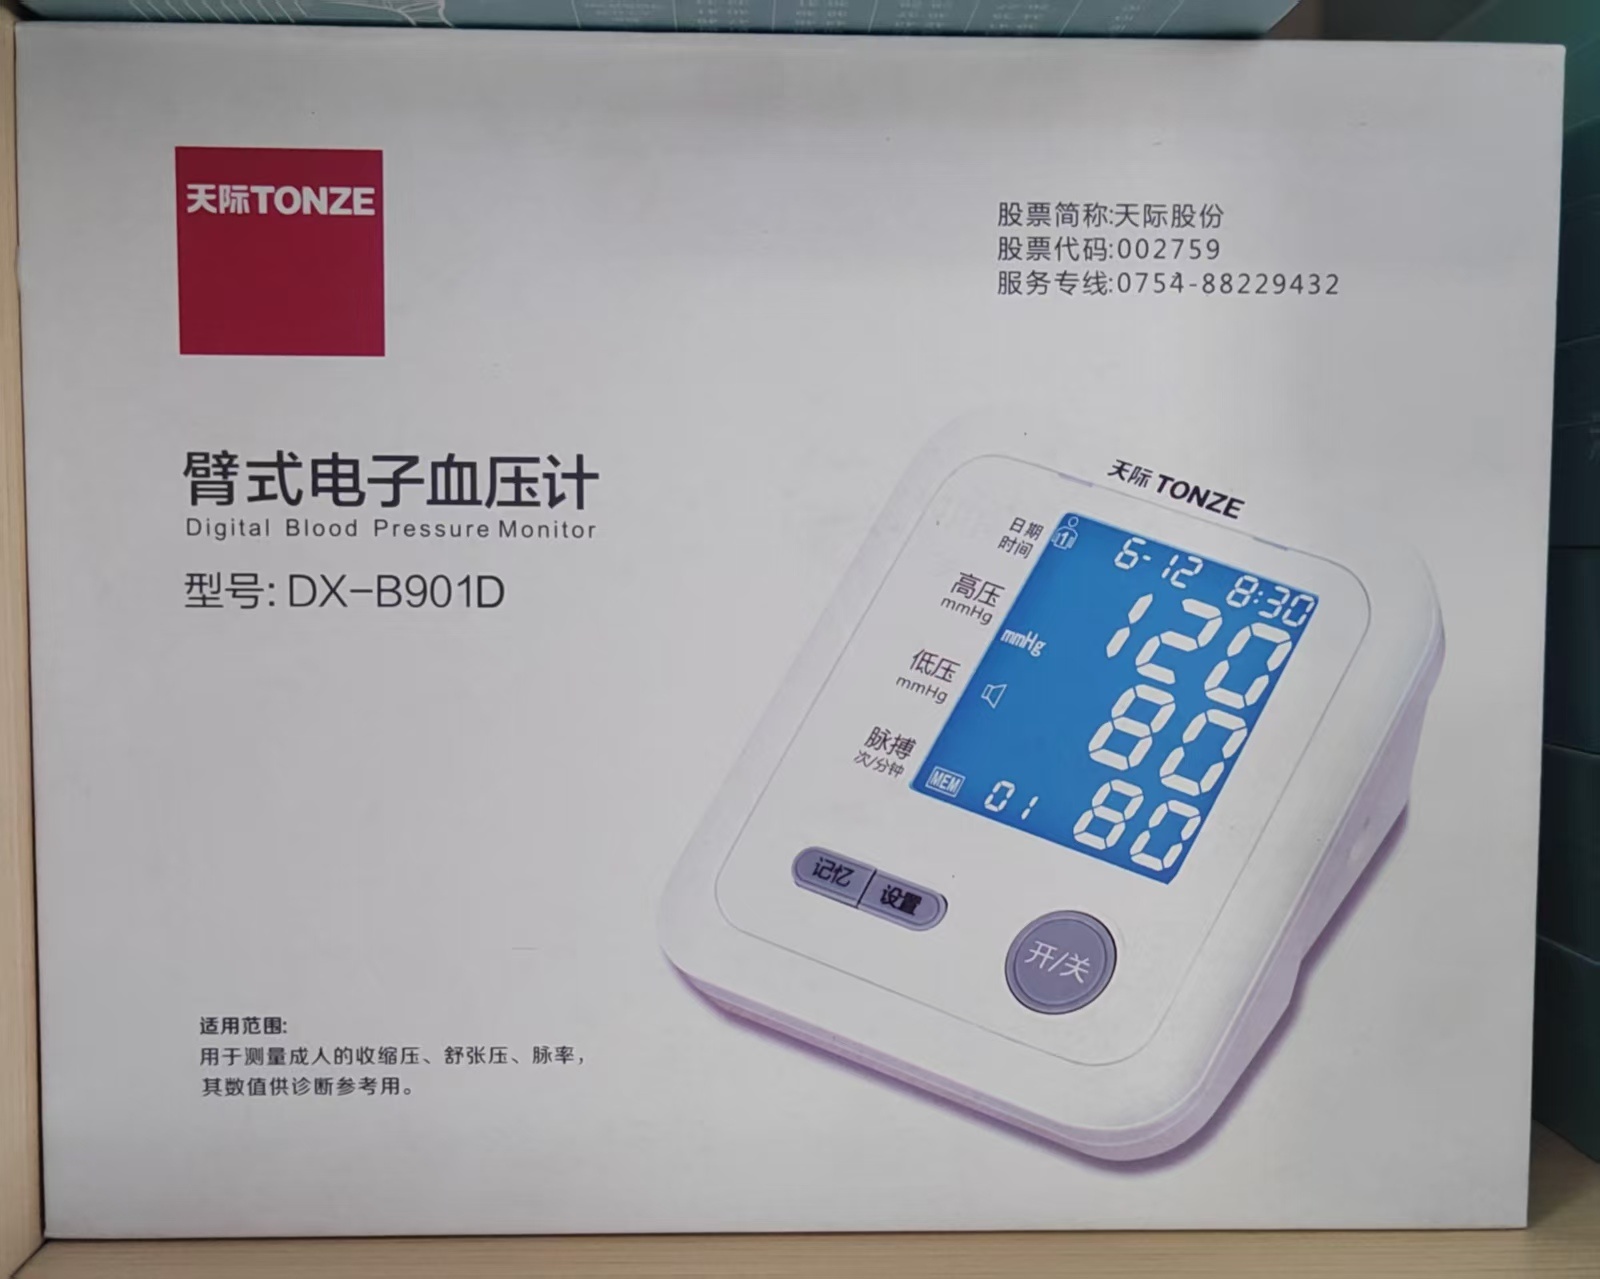 天际TONZE
股票简称:天际股份
股票代码:002759
服务专线:0754-88229432
臂式电子血压计
Digital Blood Pressure Monitor
型号: DX-B901D
天际 TONZE
日期
时间
1
6-12 8:30
高压
mmHg
mmHg
120
低压
mmHg
80
脉搏
次/分钟
MEM
01
80
记忆
设置
开/关
适用范围:
用于测量成人的收缩压、舒张压、脉率，
其数值供诊断参考用。